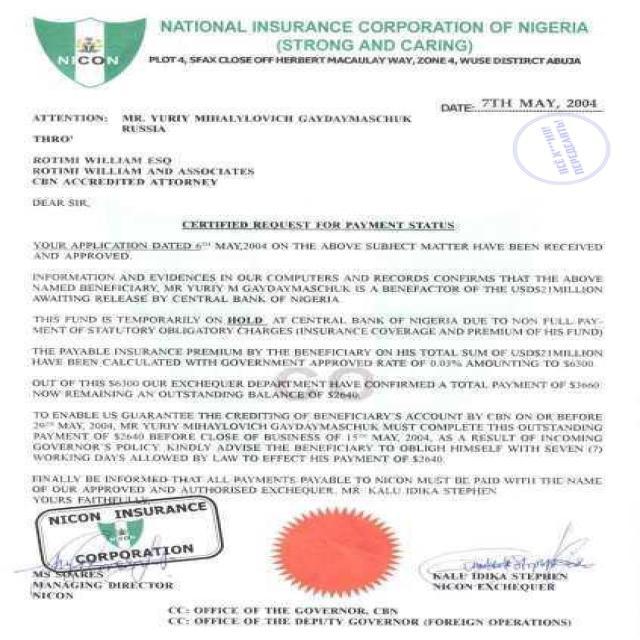 NATIONAL INSURANCE CORPORATION OF NIGERIA
(STRONG AND CARING)
NICON
PLOT 4, SFAX CLOSE OFF HERBERT MACAULAY WAY, ZONE 4, WUSE DISTIRCT ABUJA
DATE: 7TH MAY, 2004
ATTENTION: MR. YURIY MIHALYLOVICH GAYDAYMASCHUK
RUSSIA
THRO'
ROTIMI WILLIAM ESQ
ROTIMI WILLIAM AND ASSOCIATES
CBN ACCREDITED ATTORNEY
DEAR SIR,
CERTIFIED REQUEST FOR PAYMENT STATUS
YOUR APPLICATION DATED 6TH MAY,2004 ON THE ABOVE SUBJECT MATTER HAVE BEEN RECEIVED
AND APPROVED.
INFORMATION AND EVIDENCES IN OUR COMPUTERS AND RECORDS CONFIRMS THAT THE ABOVE
NAMED BENEFICIARY, MR YURIY M GAYDAYMASCHUK IS A BENEFACTOR OF THE USD$21MILLION
AWAITING RELEASE BY CENTRAL BANK OF NIGERIA.
THIS FUND IS TEMPORARILY ON HOLD AT CENTRAL BANK OF NIGERIA DUE TO NON FULL PAY-
MENT OF STATUTORY OBLIGATORY CHARGES (INSURANCE COVERAGE AND PREMIUM OF HIS FUND)
THE PAYABLE INSURANCE PREMIUM BY THE BENEFICIARY ON HIS TOTAL SUM OF USD$21MILLION
HAVE BEEN CALCULATED WITH GOVERNMENT APPROVED RATE OF 0.03% AMOUNTING TO $6300.
OUT OF THIS $6300 OUR EXCHEQUER DEPARTMENT HAVE CONFIRMED A TOTAL PAYMENT OF $3660
NOW REMAINING AN OUTSTANDING BALANCE OF $2640.
TO ENABLE US GUARANTEE THE CREDITING OF BENEFICIARY'S ACCOUNT BY CBN ON OR BEFORE
29TH MAY, 2004, MR YURIY MIHAYLOVICH GAYDAYMASCHUK MUST COMPLETE THIS OUTSTANDING
PAYMENT OF $2640 BEFORE CLOSE OF BUSINESS OF 15TH MAY, 2004, AS A RESULT OF INCOMING
GOVERNOR'S POLICY. KINDLY ADVISE THE BENEFICIARY TO OBLIGH HIMSELF WITH SEVEN (7)
WORKING DAYS ALLOWED BY LAW TO EFFECT HIS PAYMENT OF $2640.
FINALLY BE INFORMED THAT ALL PAYMENTS PAYABLE TO NICON MUST BE PAID WITH THE NAME
OF OUR APPROVED AND AUTHORISED EXCHEQUER. MR KALU IDIKA STEPHEN
YOURS FAITHFULLY,
NICON INSURANCE
CORPORATION
MS SOARES
MANAGING DIRECTOR
NICON
KALU IDIKA STEPHEN
NICON EXCHEQUER
CC: OFFICE OF THE GOVERNOR, CBN
CC: OFFICE OF THE DEPUTY GOVERNOR (FOREIGN OPERATIONS)